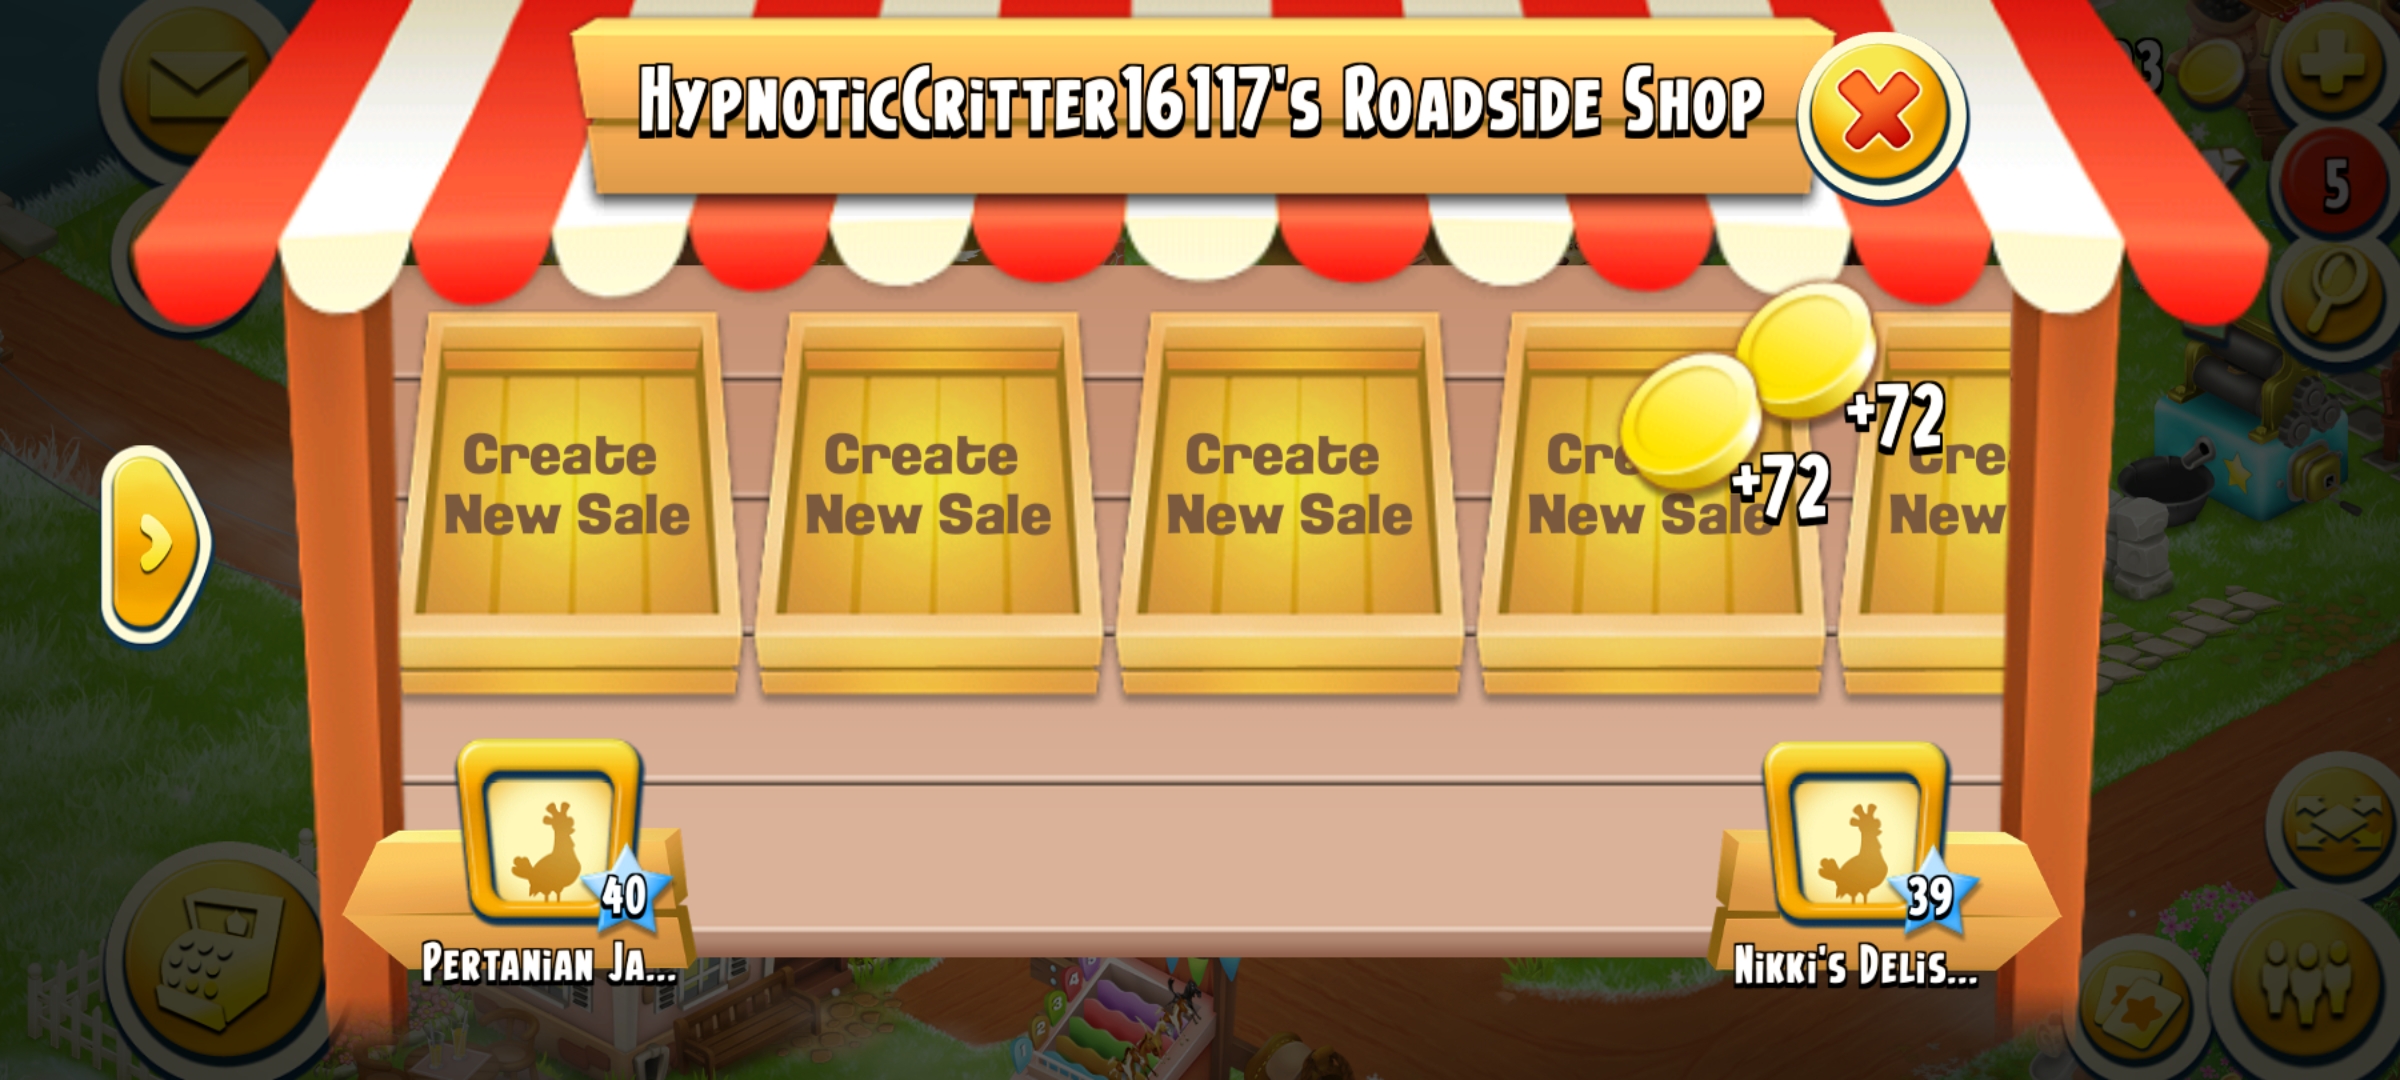 HypnoticCritter16117's Roadside Shop
5
Create
New Sale
Create
New Sale
Create
New Sale
New Sale
New
+72
+72
40
Pertanian Ja...
39
Nikki's Delis...